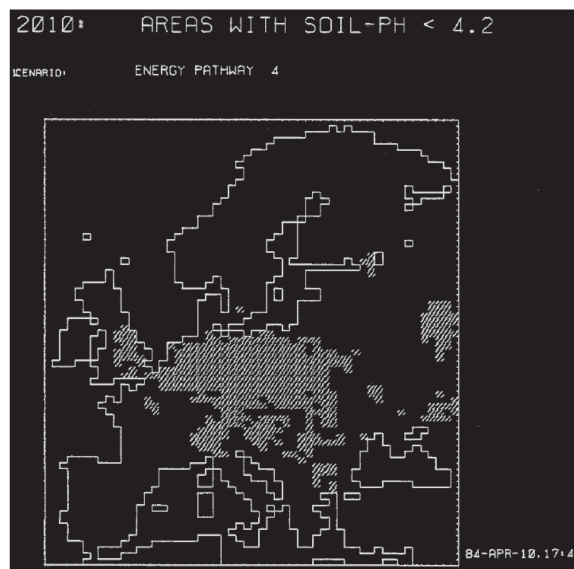 2010: AREAS WITH SOIL-PH < 4.2
SCENARIO: ENERGY PATHWAY 4
84-APR-10.17:4